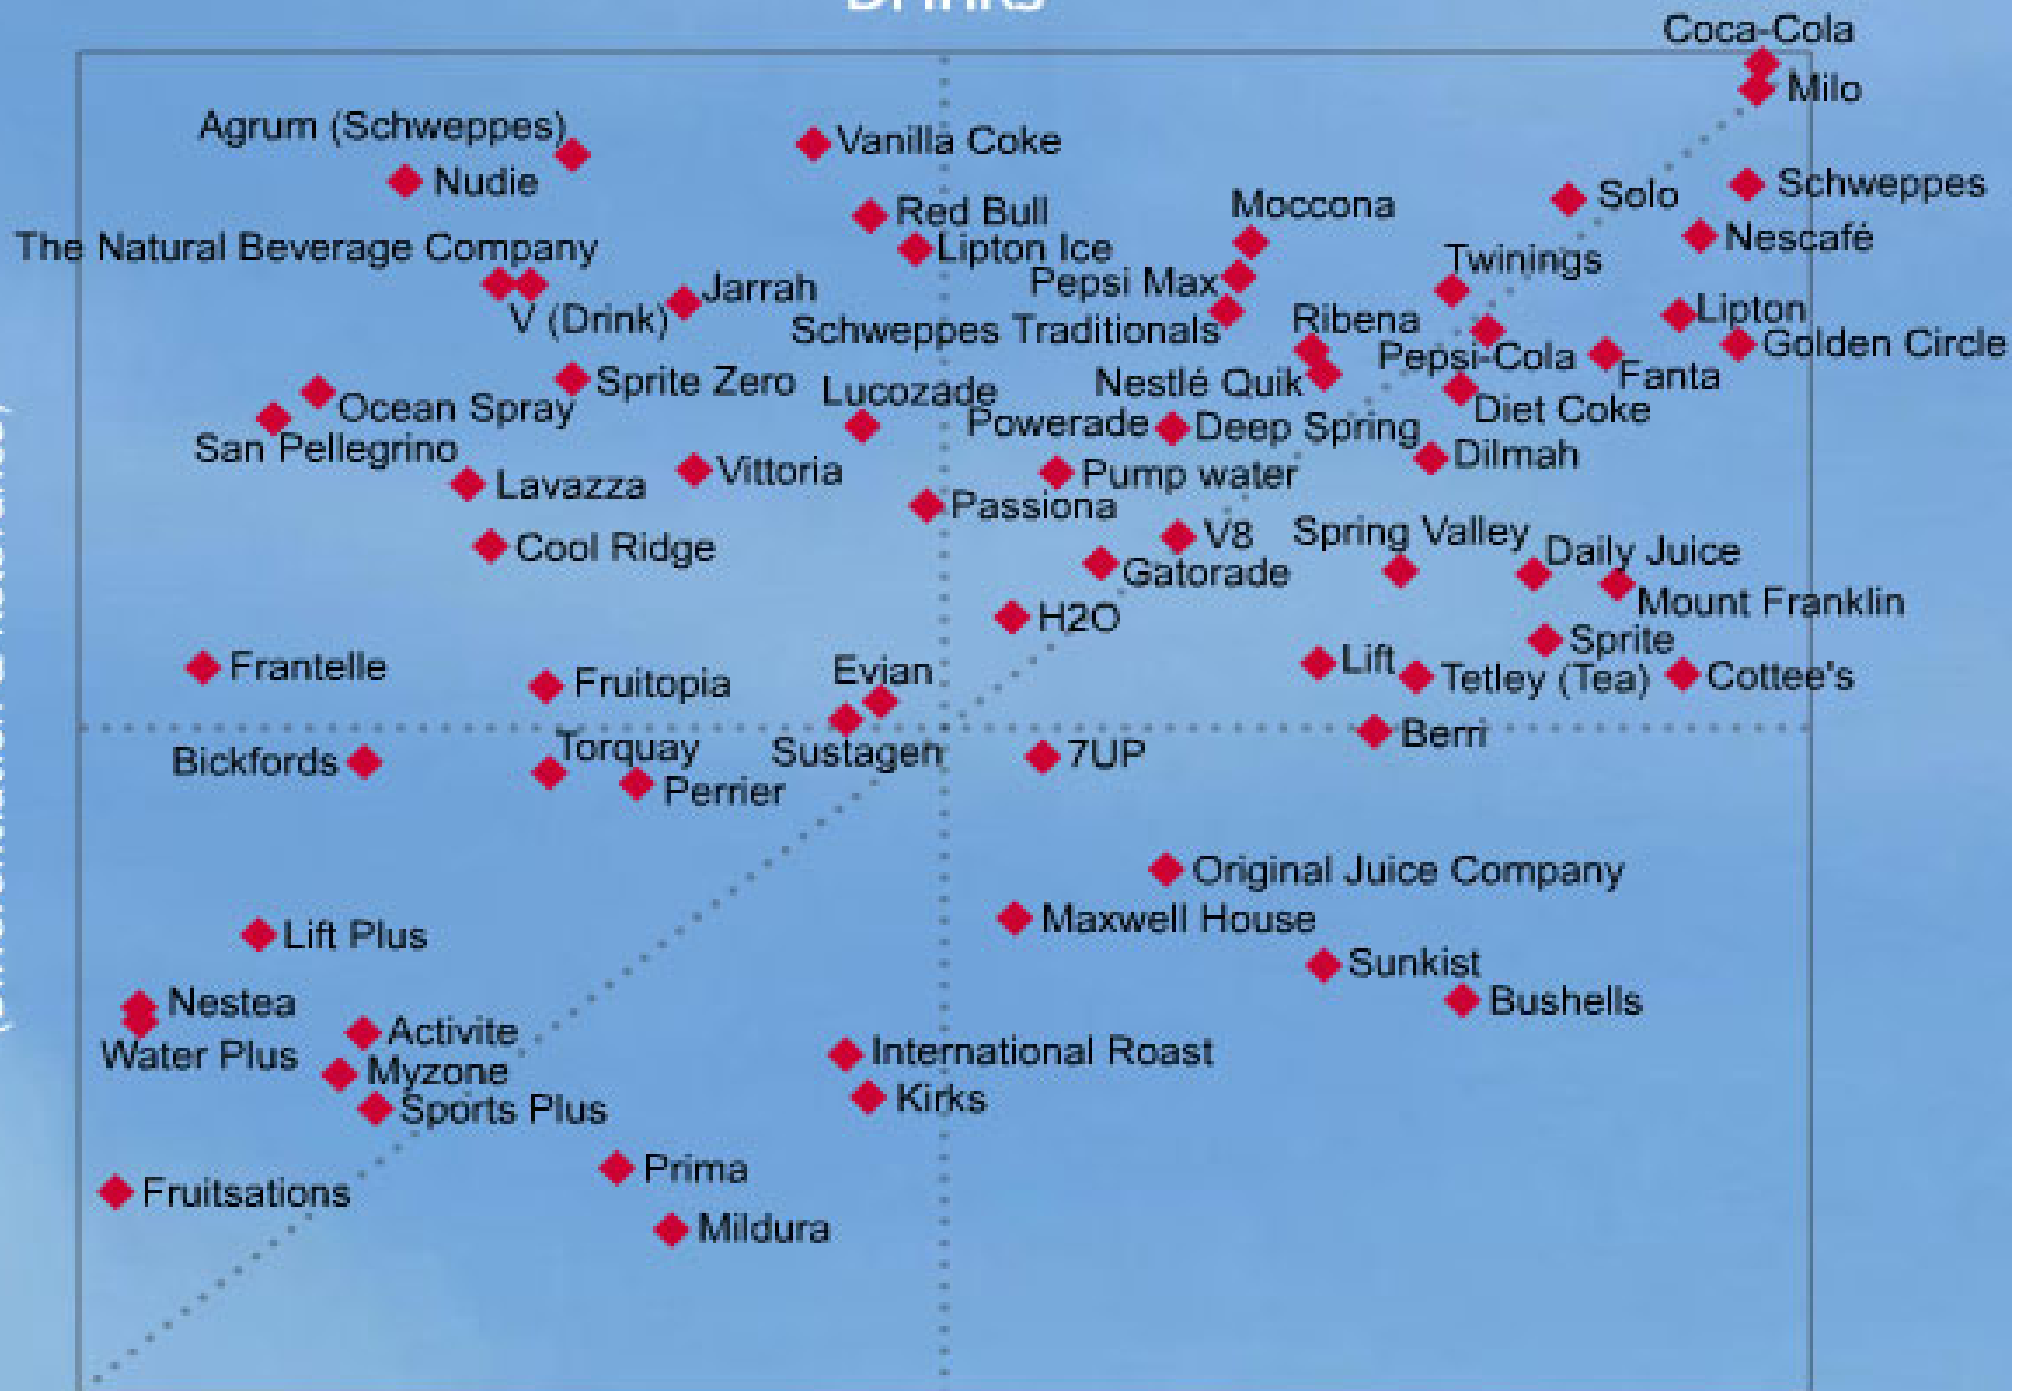 DRINKS
Coca-Cola
Milo
Agrum (Schweppes)
Vanilla Coke
Nudie
Schweppes
Solo
Moccona
Red Bull
Nescafé
The Natural Beverage Company
Lipton Ice
Twinings
Pepsi Max
Jarrah
Lipton
V (Drink)
Ribena
Schweppes Traditionals
Golden Circle
Pepsi-Cola
Fanta
Sprite Zero
Nestlé Quik
Lucozade
Ocean Spray
Diet Coke
Powerade
Deep Spring
San Pellegrino
Dilmah
Vittoria
Pump water
Lavazza
Passiona
Spring Valley
V8
Cool Ridge
Daily Juice
Gatorade
Mount Franklin
H2O
Sprite
Lift
Frantelle
Evian
Tetley (Tea)
Cottee's
Fruitopia
Berri
Torquay
Sustagen
7UP
Bickfords
Perrier
Original Juice Company
Maxwell House
Lift Plus
Sunkist
Bushells
Nestea
Activite
Water Plus
International Roast
Myzone
Kirks
Sports Plus
Prima
Fruitsations
Mildura